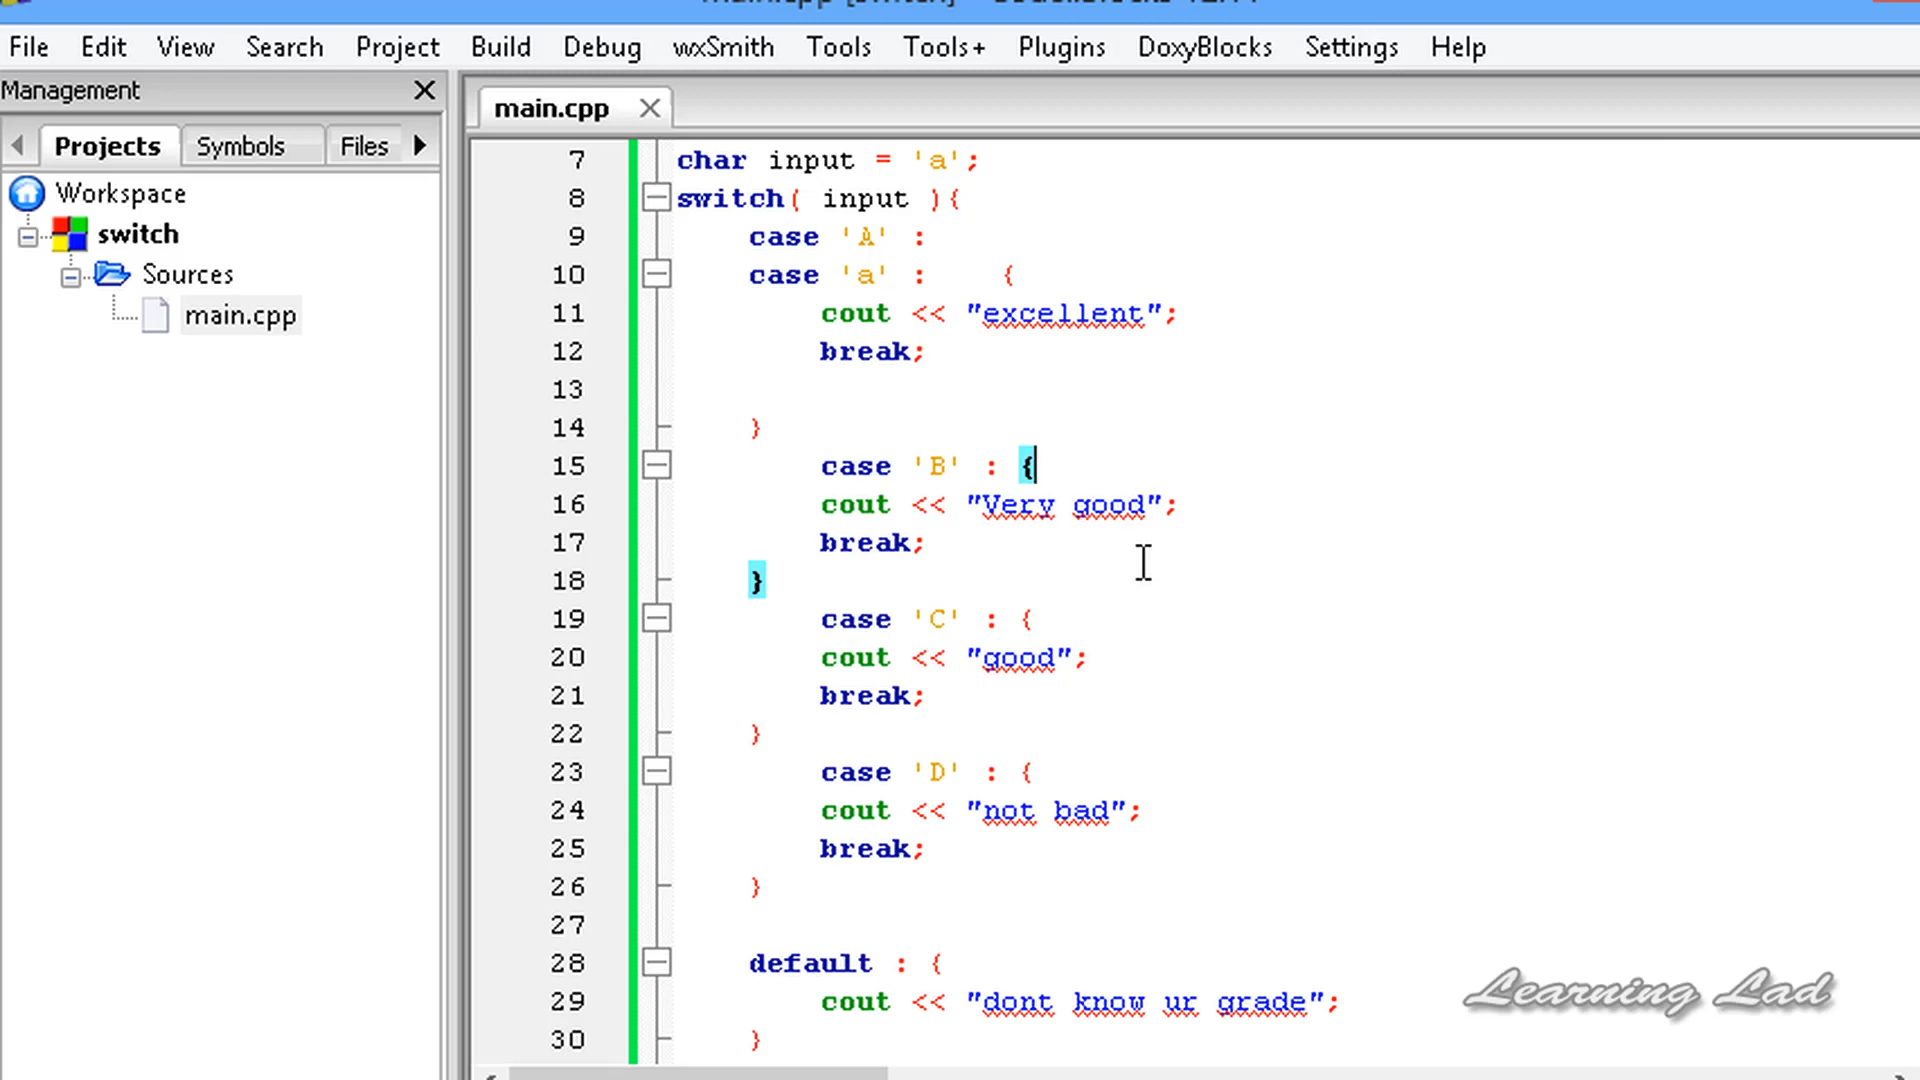 File Edit View Search Project Build Debug wxSmith Tools Tools+ Plugins DoxyBlocks Settings Help
Management
main.cpp
Projects Symbols Files
Workspace
switch
Sources
main.cpp
7 char input = 'a';
8 switch( input ){
9 case 'A' :
10 case 'a' : {
11 cout << "excellent";
12 break;
13
14 }
15 case 'B' : {
16 cout << "Very good";
17 break;
18 }
19 case 'C' : {
20 cout << "good";
21 break;
22 }
23 case 'D' : {
24 cout << "not bad";
25 break;
26 }
27
28 default : {
29 cout << "dont know ur grade";
30 }
Learning Lad